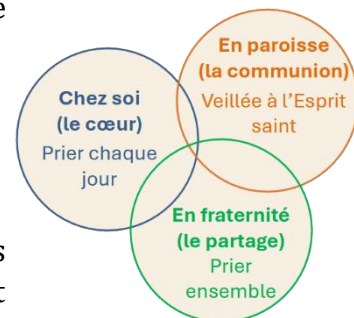 e
En paroisse
(la communion)
Veillée à l’Esprit
saint
Chez soi
(le cœur)
Prier chaque
jour
En fraternité
(le partage)
Prier
ensemble
s
t